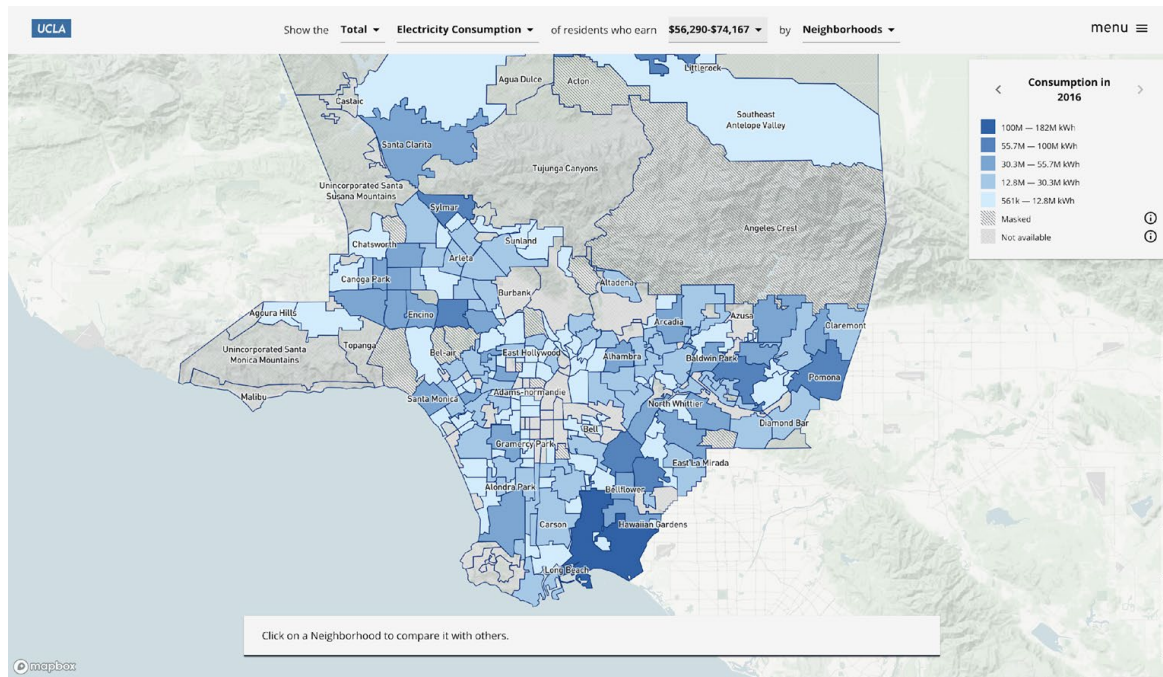 UCLA
Show the Total Electricity Consumption of residents who earn $56,290-$74,167 by Neighborhoods
menu
Consumption in
2016
100M — 182M kWh
55.7M — 100M kWh
30.3M — 55.7M kWh
12.8M — 30.3M kWh
561k — 12.8M kWh
Masked
Not available
Littlerock
Agua Dulce
Acton
Castaic
Southeast
Antelope Valley
Santa Clarita
Tujunga Canyons
Unincorporated Santa
Susana Mountains
Sylmar
Angeles Crest
Chatsworth
Sunland
Arleta
Canoga Park
Altadena
Burbank
Agoura Hills
Encino
Azusa
Arcadia
Claremont
Topanga
Unincorporated Santa
Monica Mountains
Bel-air
East Hollywood
Alhambra
Baldwin Park
Pomona
Malibu
Santa Monica
Adams-normandie
North Whittier
Diamond Bar
Bell
Gramercy Park
East La Mirada
Alondra Park
Bellflower
Carson
Hawaiian Gardens
Long Beach
Click on a Neighborhood to compare it with others.
mapbox